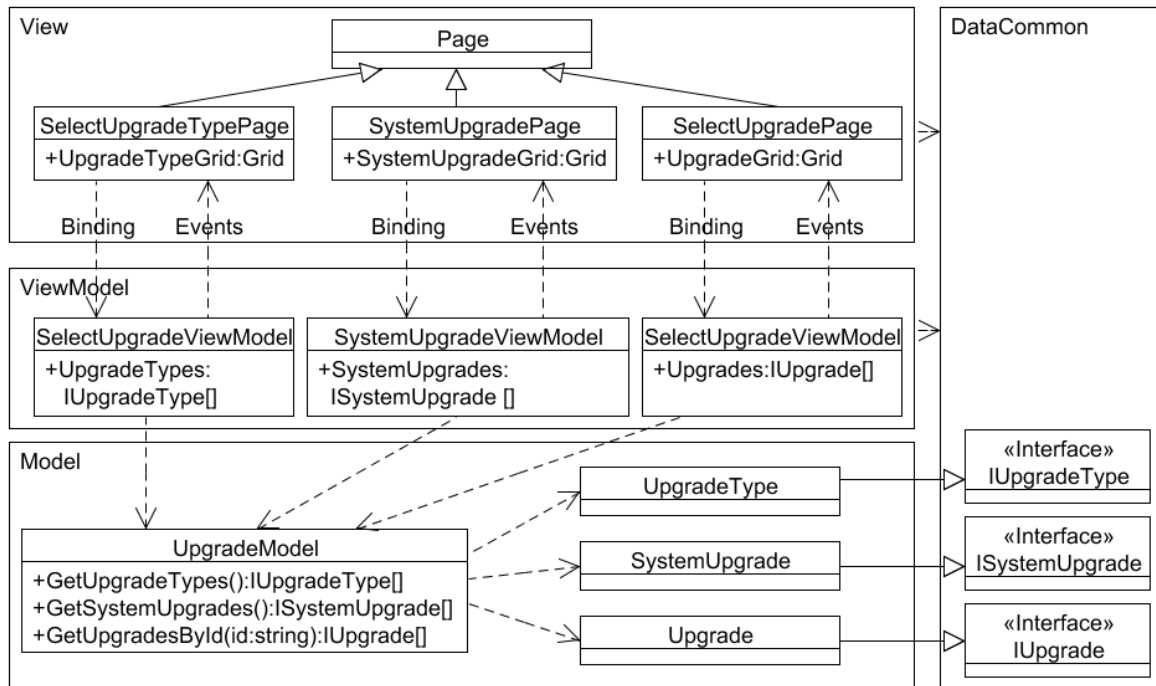 View
DataCommon
Page
SelectUpgradeTypePage
+UpgradeTypeGrid:Grid
SystemUpgradePage
+SystemUpgradeGrid:Grid
SelectUpgradePage
+UpgradeGrid:Grid
Binding
Events
Binding
Events
Binding
Events
ViewModel
SelectUpgradeViewModel
+UpgradeTypes:
IUpgradeType[]
SystemUpgradeViewModel
+SystemUpgrades:
ISystemUpgrade []
SelectUpgradeViewModel
+Upgrades:IUpgrade[]
Model
UpgradeModel
+GetUpgradeTypes():IUpgradeType[]
+GetSystemUpgrades():ISystemUpgrade[]
+GetUpgradesById(id:string):IUpgrade[]
UpgradeType
SystemUpgrade
Upgrade
«Interface»
IUpgradeType
«Interface»
ISystemUpgrade
«Interface»
IUpgrade